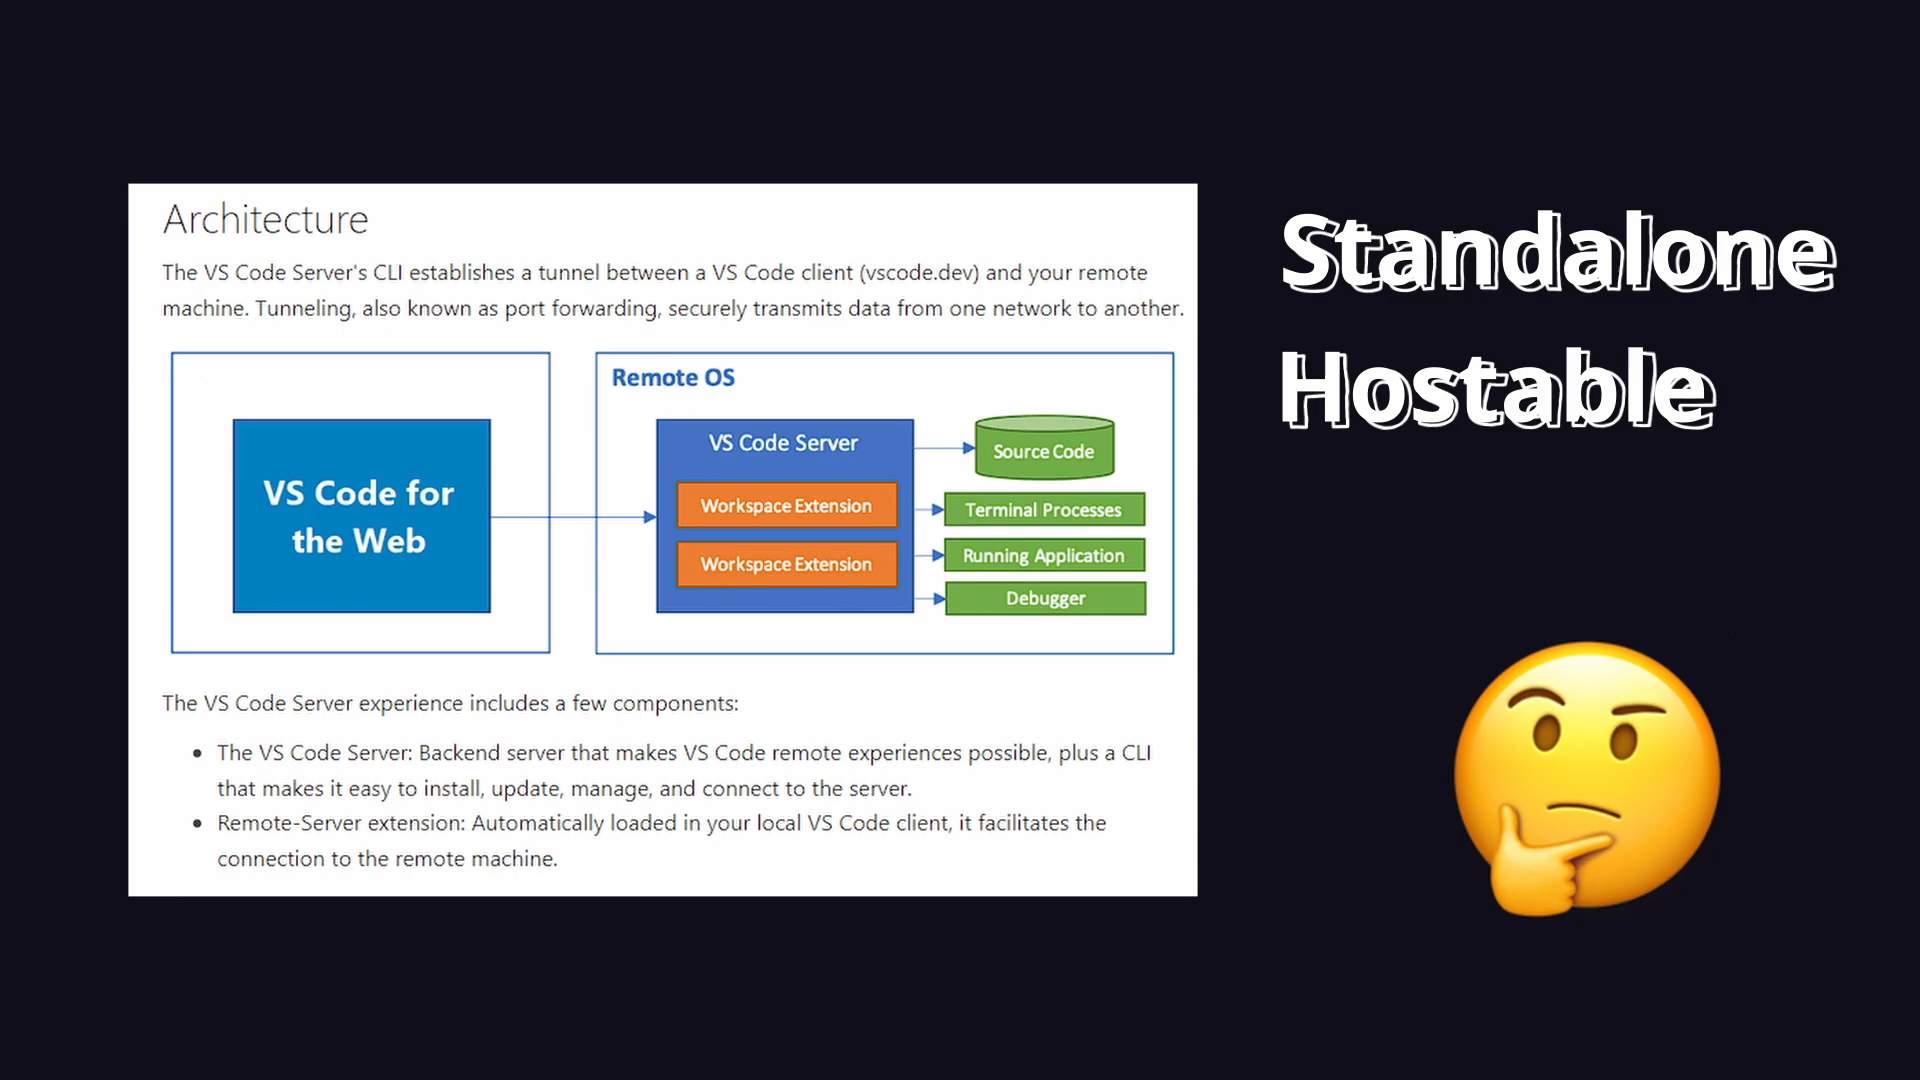 Architecture
The VS Code Server's CLI establishes a tunnel between a VS Code client (vscode.dev) and your remote
machine. Tunneling, also known as port forwarding, securely transmits data from one network to another.
VS Code for
the Web
Remote OS
VS Code Server
Workspace Extension
Workspace Extension
Source Code
Terminal Processes
Running Application
Debugger
The VS Code Server experience includes a few components:
• The VS Code Server: Backend server that makes VS Code remote experiences possible, plus a CLI
that makes it easy to install, update, manage, and connect to the server.
• Remote-Server extension: Automatically loaded in your local VS Code client, it facilitates the
connection to the remote machine.
Standalone
Hostable